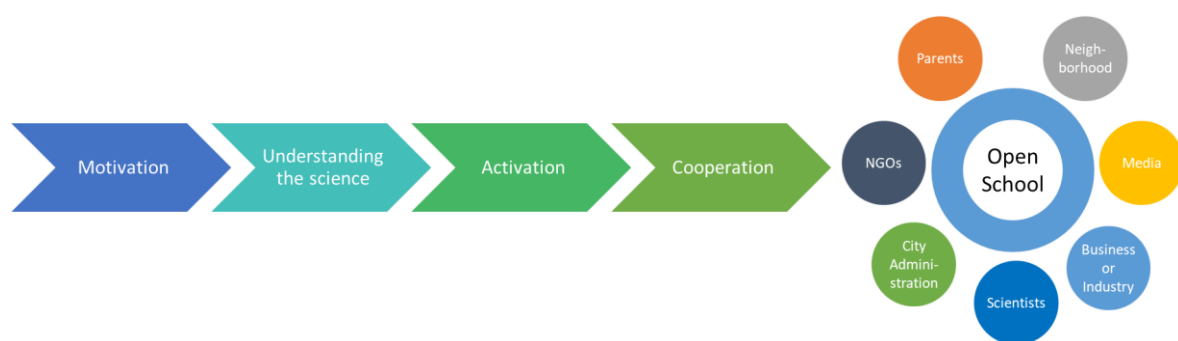 Motivation
Understanding
the science
Activation
Cooperation
Parents
Neigh-
borhood
NGOs
Open
School
Media
City
Admini-
stration
Business
or
Industry
Scientists